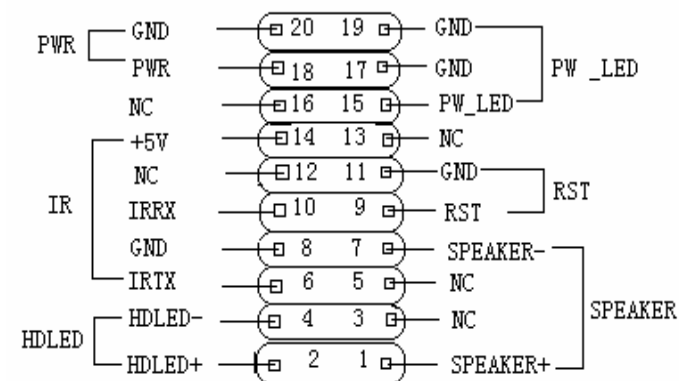 GND 20 19 GND
PWR
PWR 18 17 GND PW _LED
NC 16 15 PW_LED
+5V 14 13 NC
NC 12 11 GND
IR IRRX 10 9 RST RST
GND 8 7 SPEAKER-
IRTX 6 5 NC
HDLED- 4 3 NC SPEAKER
HDLED
HDLED+ 2 1 SPEAKER+